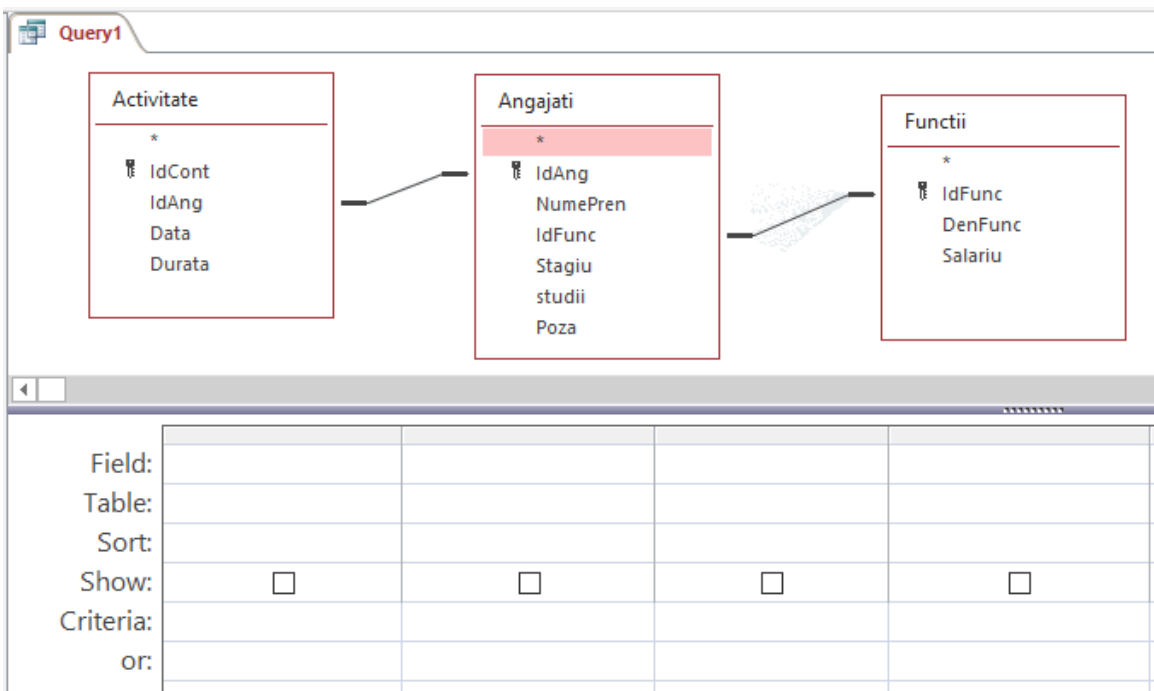 Query1
Activitate
*
IdCont
IdAng
Data
Durata
Angajati
*
IdAng
NumePren
IdFunc
Stagiu
studii
Poza
Functii
*
IdFunc
DenFunc
Salariu
Field:
Table:
Sort:
Show:
Criteria:
or: